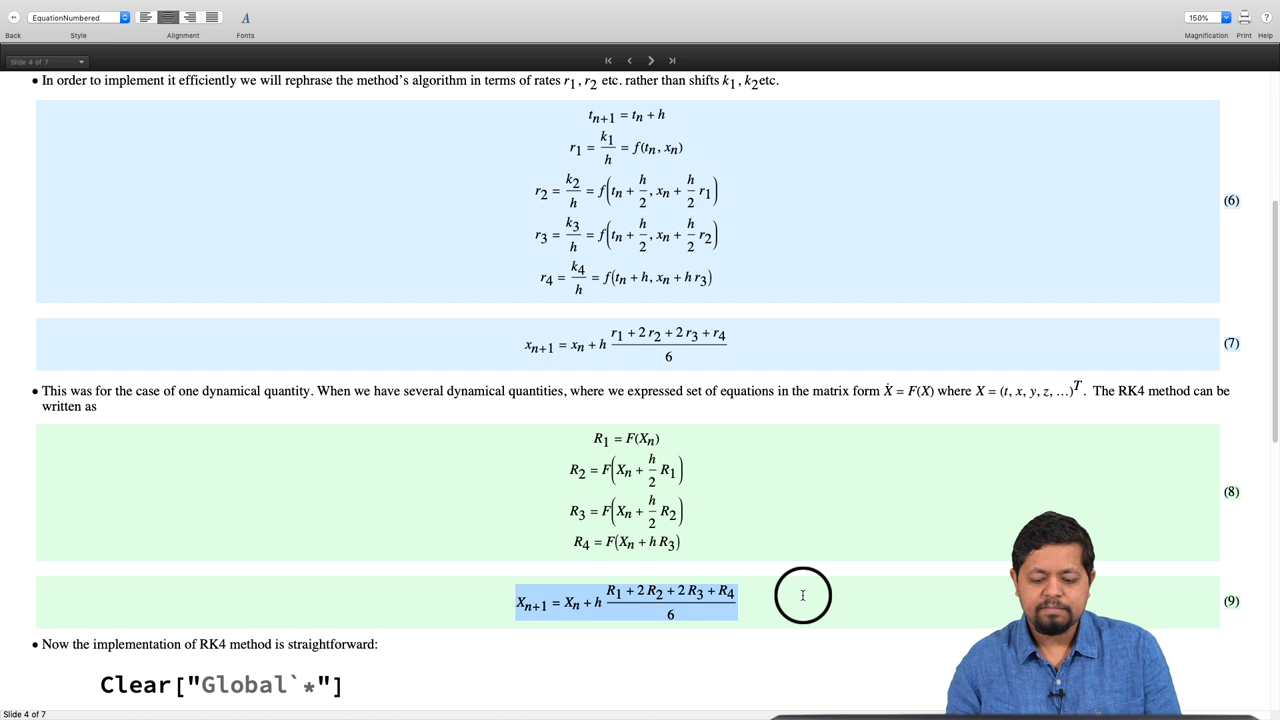 EquationNumbered
150%
Back
Style
Alignment
Fonts
Magnification
Print
Help
Slide 4 of 7
• In order to implement it efficiently we will rephrase the method's algorithm in terms of rates r₁, r₂ etc. rather than shifts k₁, k₂etc.
tₙ₊₁ = tₙ + h
r₁ = k₁/h = f(tₙ, xₙ)
r₂ = k₂/h = f(tₙ + h/2, xₙ + h/2 r₁)
r₃ = k₃/h = f(tₙ + h/2, xₙ + h/2 r₂)
r₄ = k₄/h = f(tₙ + h, xₙ + h r₃)
(6)
xₙ₊₁ = xₙ + h (r₁ + 2 r₂ + 2 r₃ + r₄)/6
(7)
• This was for the case of one dynamical quantity. When we have several dynamical quantities, where we expressed set of equations in the matrix form Ẋ = F(X) where X = (t, x, y, z, ...)ᵀ. The RK4 method can be
written as
R₁ = F(Xₙ)
R₂ = F(Xₙ + h/2 R₁)
R₃ = F(Xₙ + h/2 R₂)
R₄ = F(Xₙ + h R₃)
(8)
Xₙ₊₁ = Xₙ + h (R₁ + 2 R₂ + 2 R₃ + R₄)/6
(9)
• Now the implementation of RK4 method is straightforward:
Clear["Global`*"]
Slide 4 of 7